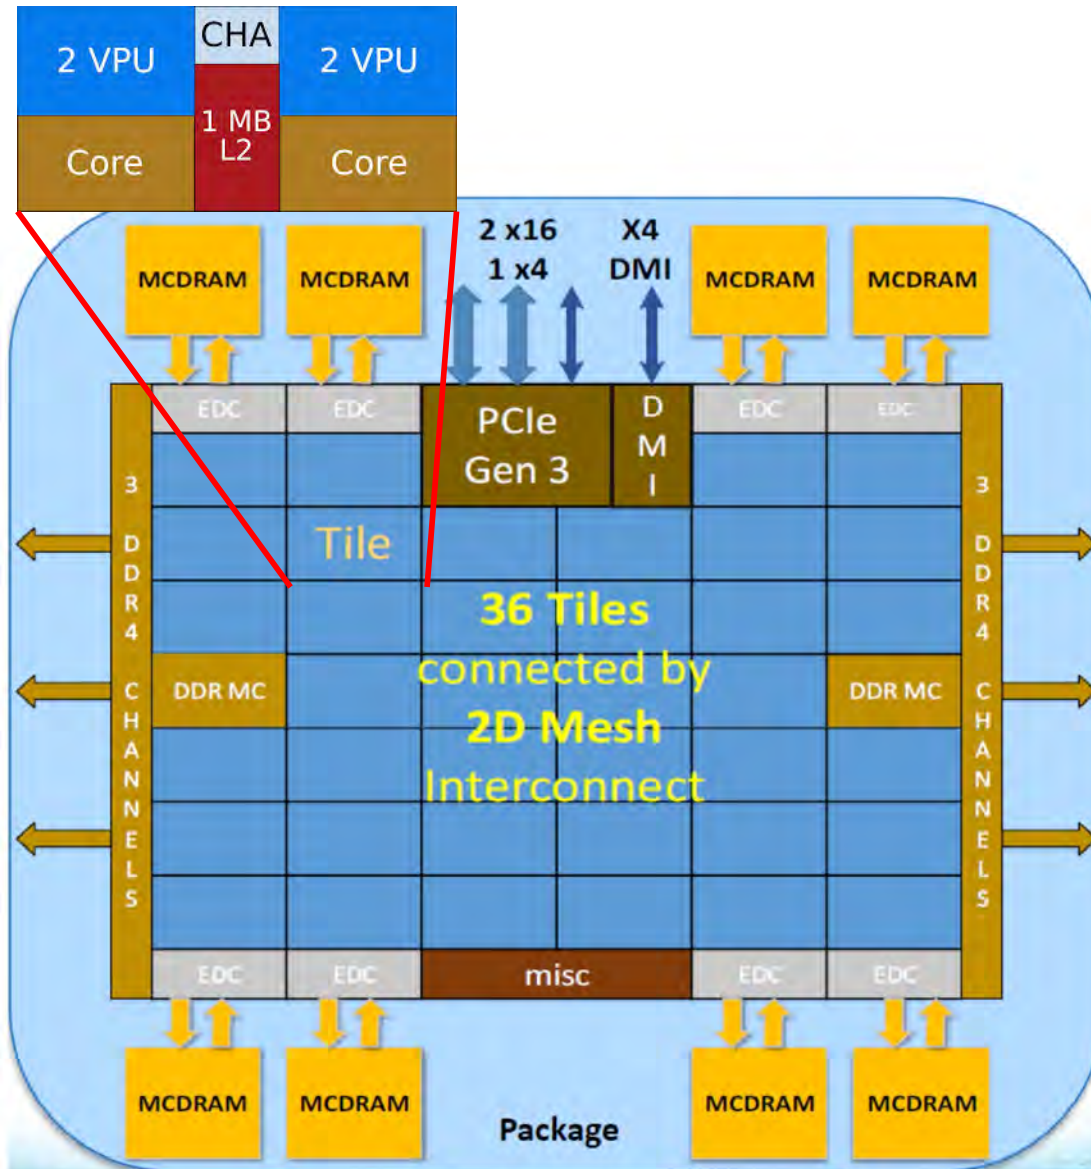 2 VPU
CHA
2 VPU
1 MB
L2
Core
Core
2 x16
1 x4
X4
DMI
MCDRAM
MCDRAM
MCDRAM
MCDRAM
EDC
EDC
PCIe
Gen 3
D
M
I
EDC
EDC
3
D
D
R
4
C
H
A
N
N
E
L
S
Tile
36 Tiles
connected by
2D Mesh
Interconnect
DDR MC
DDR MC
3
D
D
R
4
C
H
A
N
N
E
L
S
EDC
EDC
misc
EDC
EDC
MCDRAM
MCDRAM
MCDRAM
MCDRAM
Package